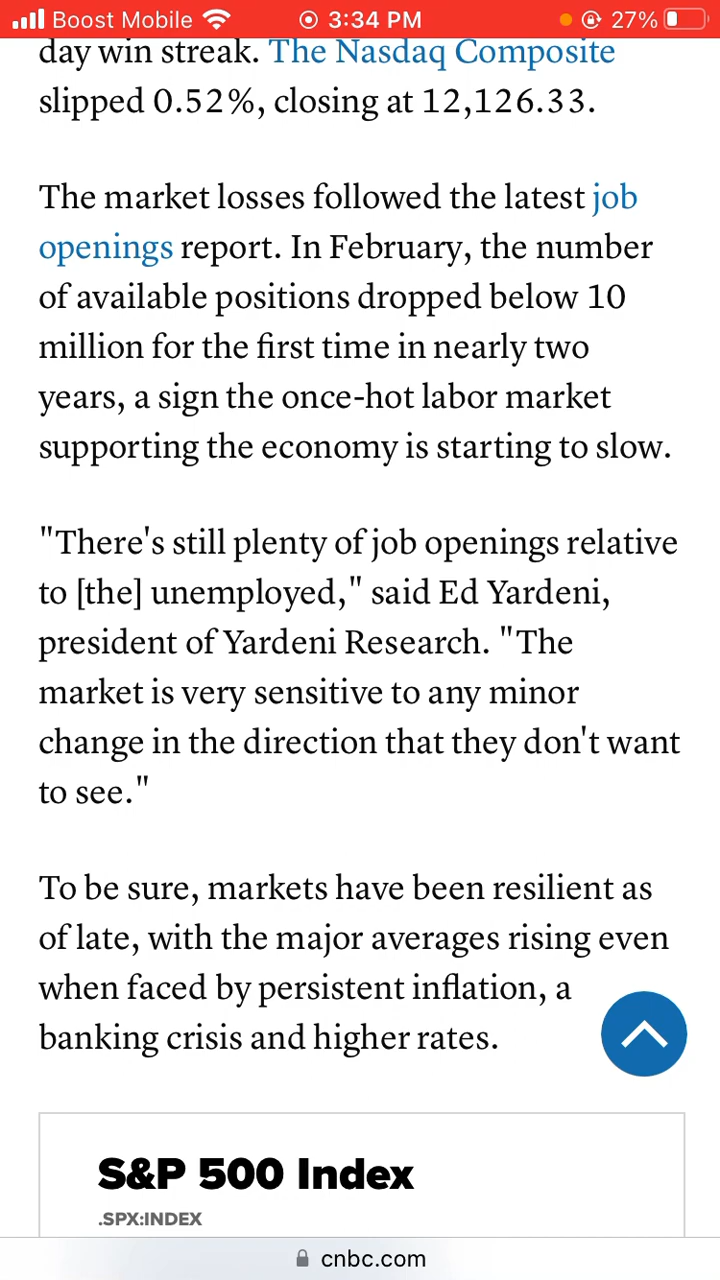 Boost Mobile 3:34 PM 27%
day win streak. The Nasdaq Composite
slipped 0.52%, closing at 12,126.33.
The market losses followed the latest job
openings report. In February, the number
of available positions dropped below 10
million for the first time in nearly two
years, a sign the once-hot labor market
supporting the economy is starting to slow.
"There's still plenty of job openings relative
to [the] unemployed," said Ed Yardeni,
president of Yardeni Research. "The
market is very sensitive to any minor
change in the direction that they don't want
to see."
To be sure, markets have been resilient as
of late, with the major averages rising even
when faced by persistent inflation, a
banking crisis and higher rates.
S&P 500 Index
.SPX:INDEX
cnbc.com